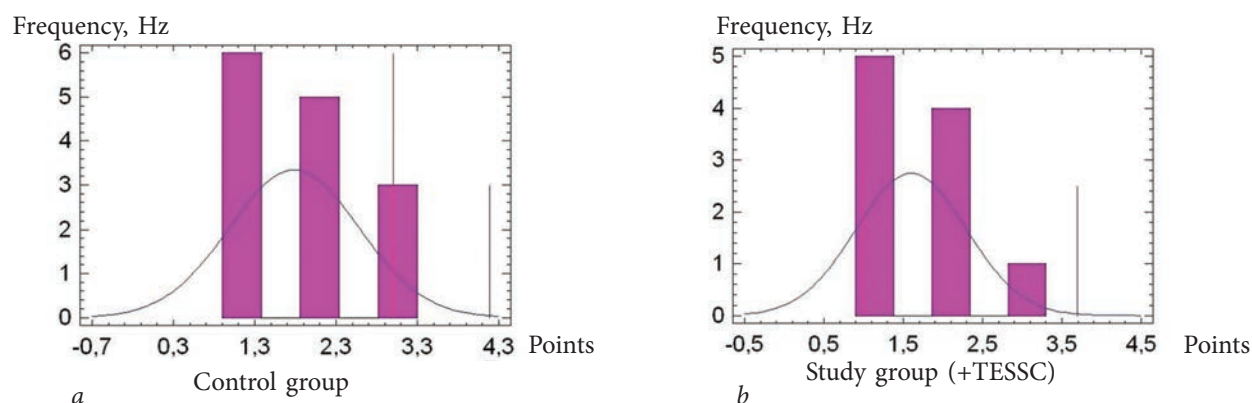 Frequency, Hz
6
5
4
3
2
1
0
-0,7 0,3 1,3 2,3 3,3 4,3 Points
Control group
a
Frequency, Hz
5
4
3
2
1
0
-0,5 0,5 1,5 2,5 3,5 4,5 Points
Study group (+TESSC)
b